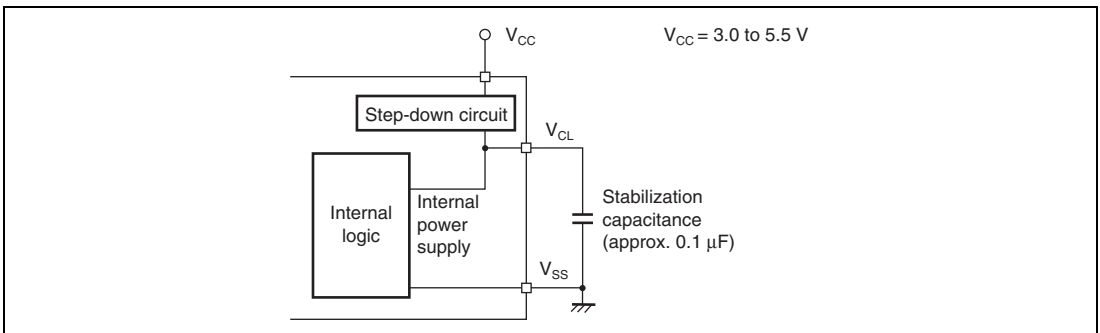 V_CC
V_CC = 3.0 to 5.5 V
Step-down circuit
V_CL
Internal
logic
Internal
power
supply
Stabilization
capacitance
(approx. 0.1 μF)
V_SS